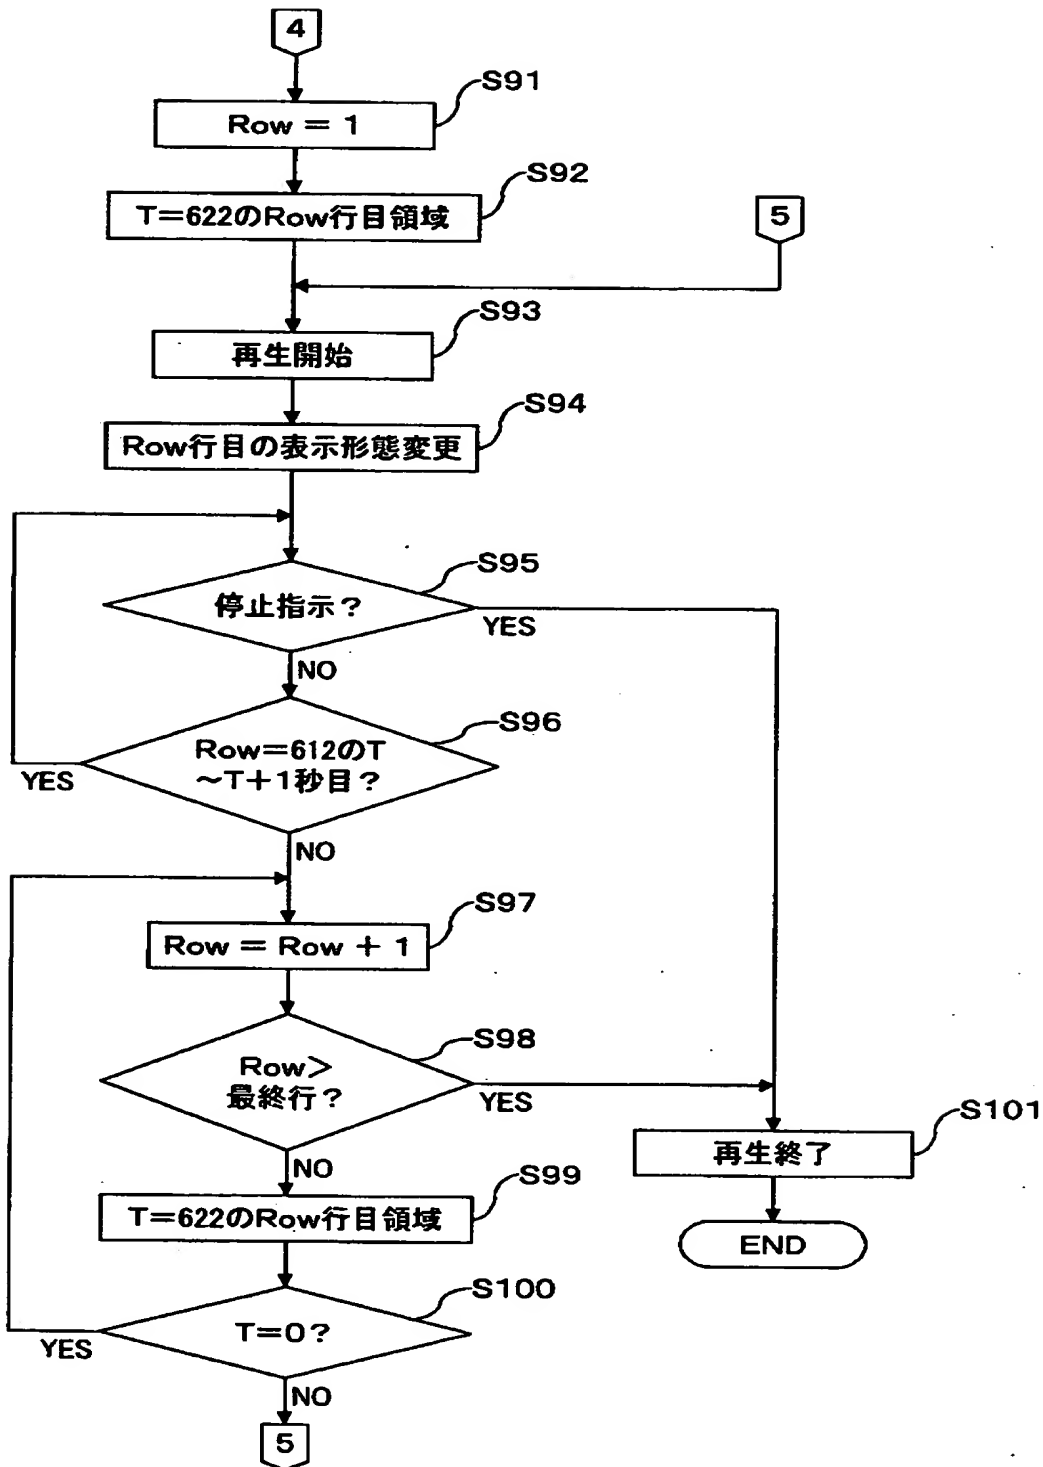 4
S91
Row = 1
S92
T=622のRow行目領域
5
S93
再生開始
S94
Row行目の表示形態変更
S95
停止指示?
YES
NO
S96
Row=612のT
~T+1秒目?
YES
NO
S97
Row = Row + 1
S98
Row>
最終行?
YES
NO
S99
T=622のRow行目領域
S101
再生終了
END
S100
T=0?
YES
NO
5